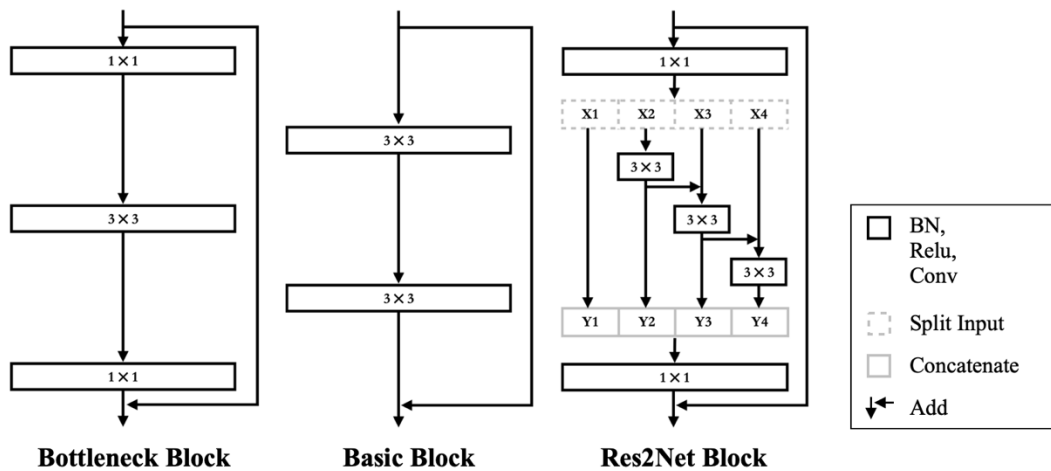 1×1
3×3
1×1
Bottleneck Block
3×3
3×3
Basic Block
1×1
X1 X2 X3 X4
3×3
3×3
3×3
Y1 Y2 Y3 Y4
1×1
Res2Net Block
BN,
Relu,
Conv
Split Input
Concatenate
Add